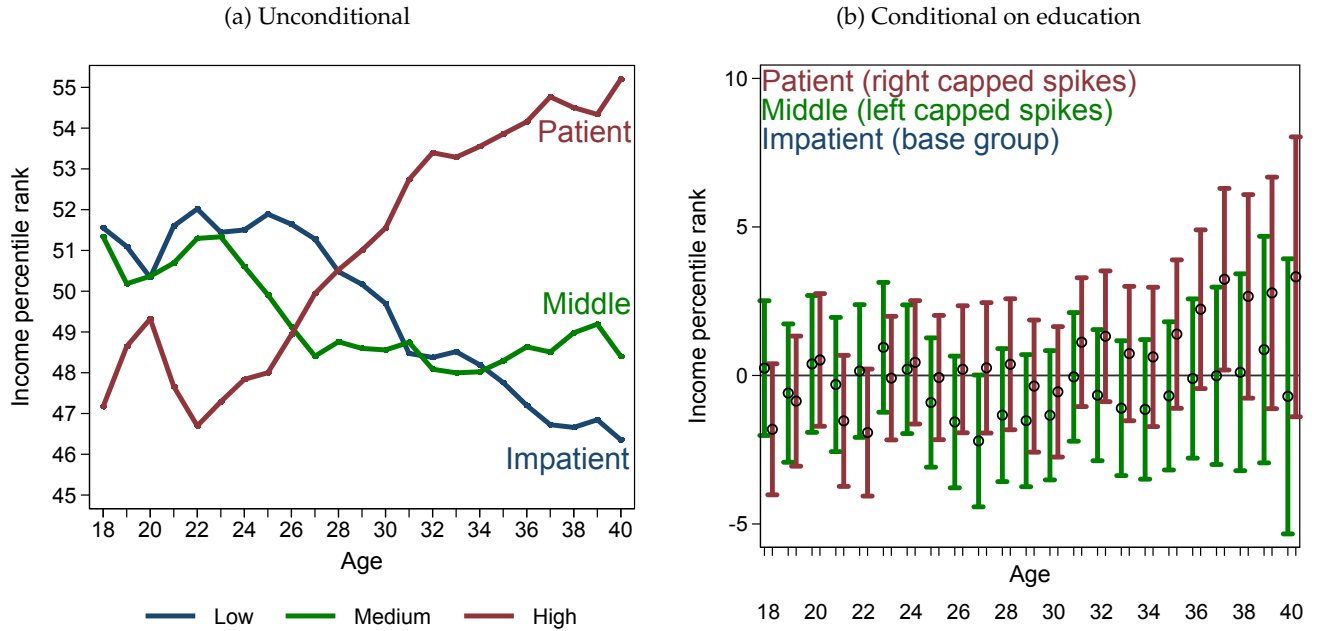 (a) Unconditional
55
54
53
52
51
50
49
48
47
46
45
Income percentile rank
Patient
Middle
Impatient
18 20 22 24 26 28 30 32 34 36 38 40
Age
Low Medium High
(b) Conditional on education
10
5
0
-5
Income percentile rank
Patient (right capped spikes)
Middle (left capped spikes)
Impatient (base group)
Age
18 20 22 24 26 28 30 32 34 36 38 40